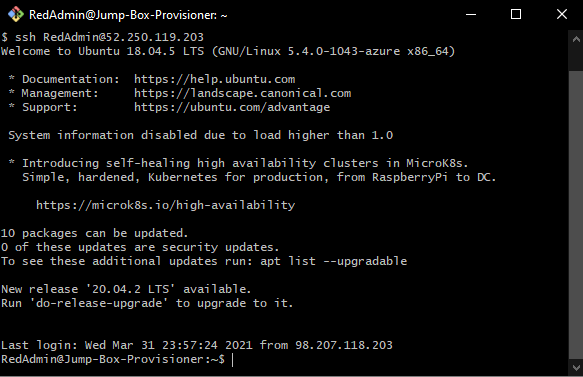 RedAdmin@Jump-Box-Provisioner: ~
$ ssh RedAdmin@52.250.119.203
Welcome to Ubuntu 18.04.5 LTS (GNU/Linux 5.4.0-1043-azure x86_64)
* Documentation:  https://help.ubuntu.com
* Management:     https://landscape.canonical.com
* Support:        https://ubuntu.com/advantage
System information disabled due to load higher than 1.0
* Introducing self-healing high availability clusters in MicroK8s.
Simple, hardened, Kubernetes for production, from RaspberryPi to DC.
https://microk8s.io/high-availability
10 packages can be updated.
0 of these updates are security updates.
To see these additional updates run: apt list --upgradable
New release '20.04.2 LTS' available.
Run 'do-release-upgrade' to upgrade to it.
Last login: Wed Mar 31 23:57:24 2021 from 98.207.118.203
RedAdmin@Jump-Box-Provisioner:~$